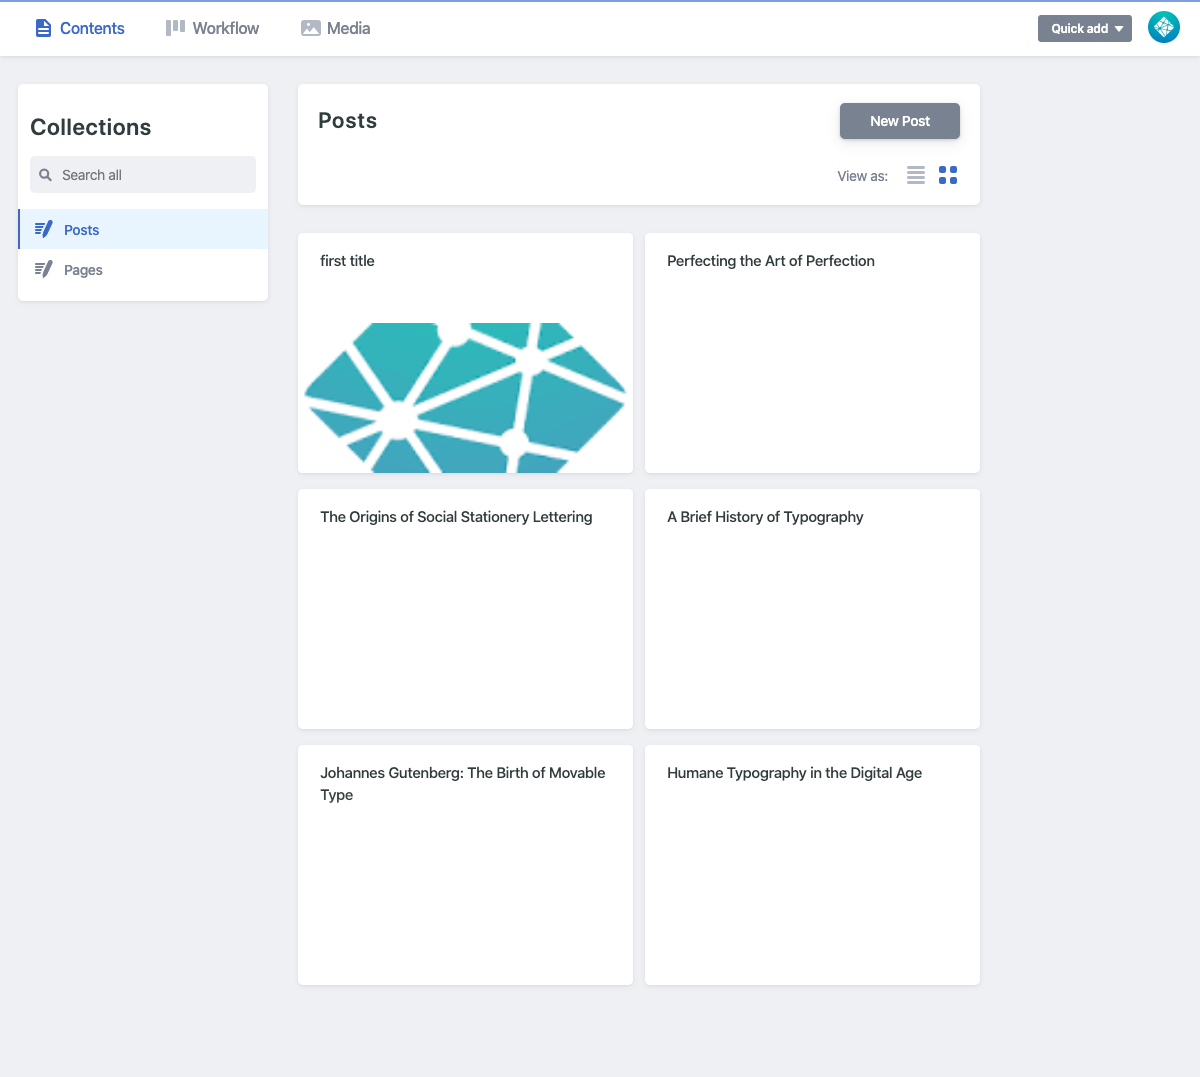 Contents
Workflow
Media
Quick add
Collections
Search all
Posts
Pages
Posts
New Post
View as:
first title
Perfecting the Art of Perfection
The Origins of Social Stationery Lettering
A Brief History of Typography
Johannes Gutenberg: The Birth of Movable
Type
Humane Typography in the Digital Age